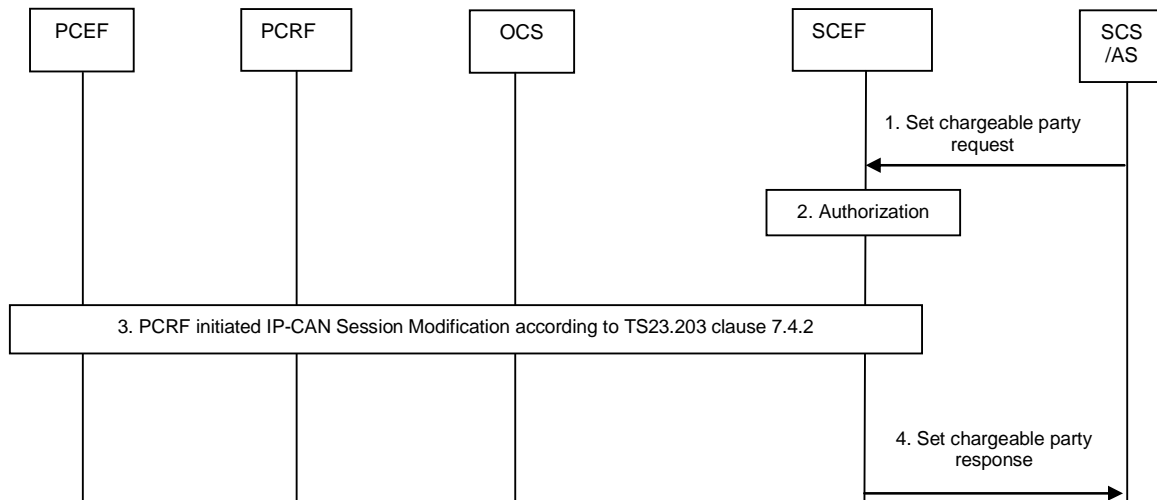 PCEF
PCRF
OCS
SCEF
SCS
/AS
1. Set chargeable party
request
2. Authorization
3. PCRF initiated IP-CAN Session Modification according to TS23.203 clause 7.4.2
4. Set chargeable party
response